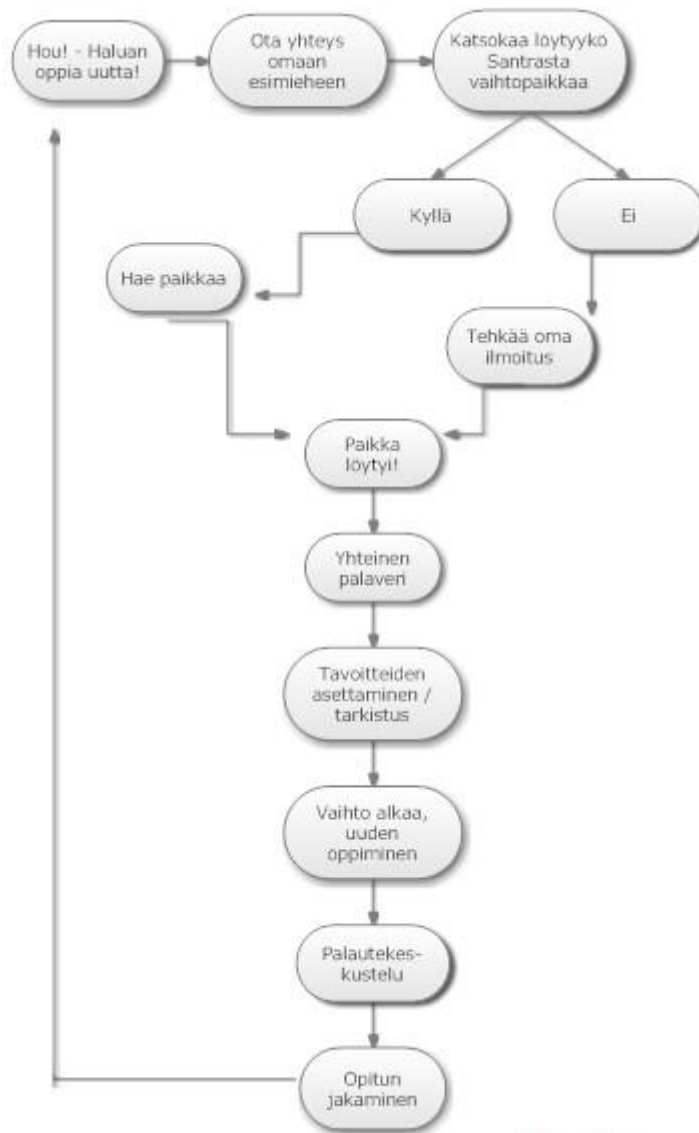 Hou! - Haluan
oppia uutta!
Ota yhteys
omaan
esimieheen
Katsokaa löytyykö
Santrasta
vaihtopaikkaa
Kyllä
Ei
Hae paikkaa
Tehkää oma
ilmoitus
Paikka
löytyi!
Yhteinen
palaveri
Tavoitteiden
asettaminen /
tarkistus
Vaihto alkaa,
uuden
oppiminen
Palautekes-
kustelu
Opitun
jakaminen